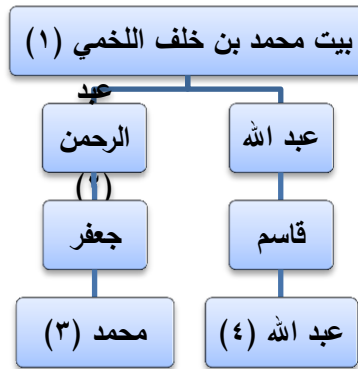 بيت محمد بن خلف اللخمي (١)
عبد الله
عبد
الرحمن
(٢)
قاسم
جعفر
عبد الله (٤)
محمد (٣)